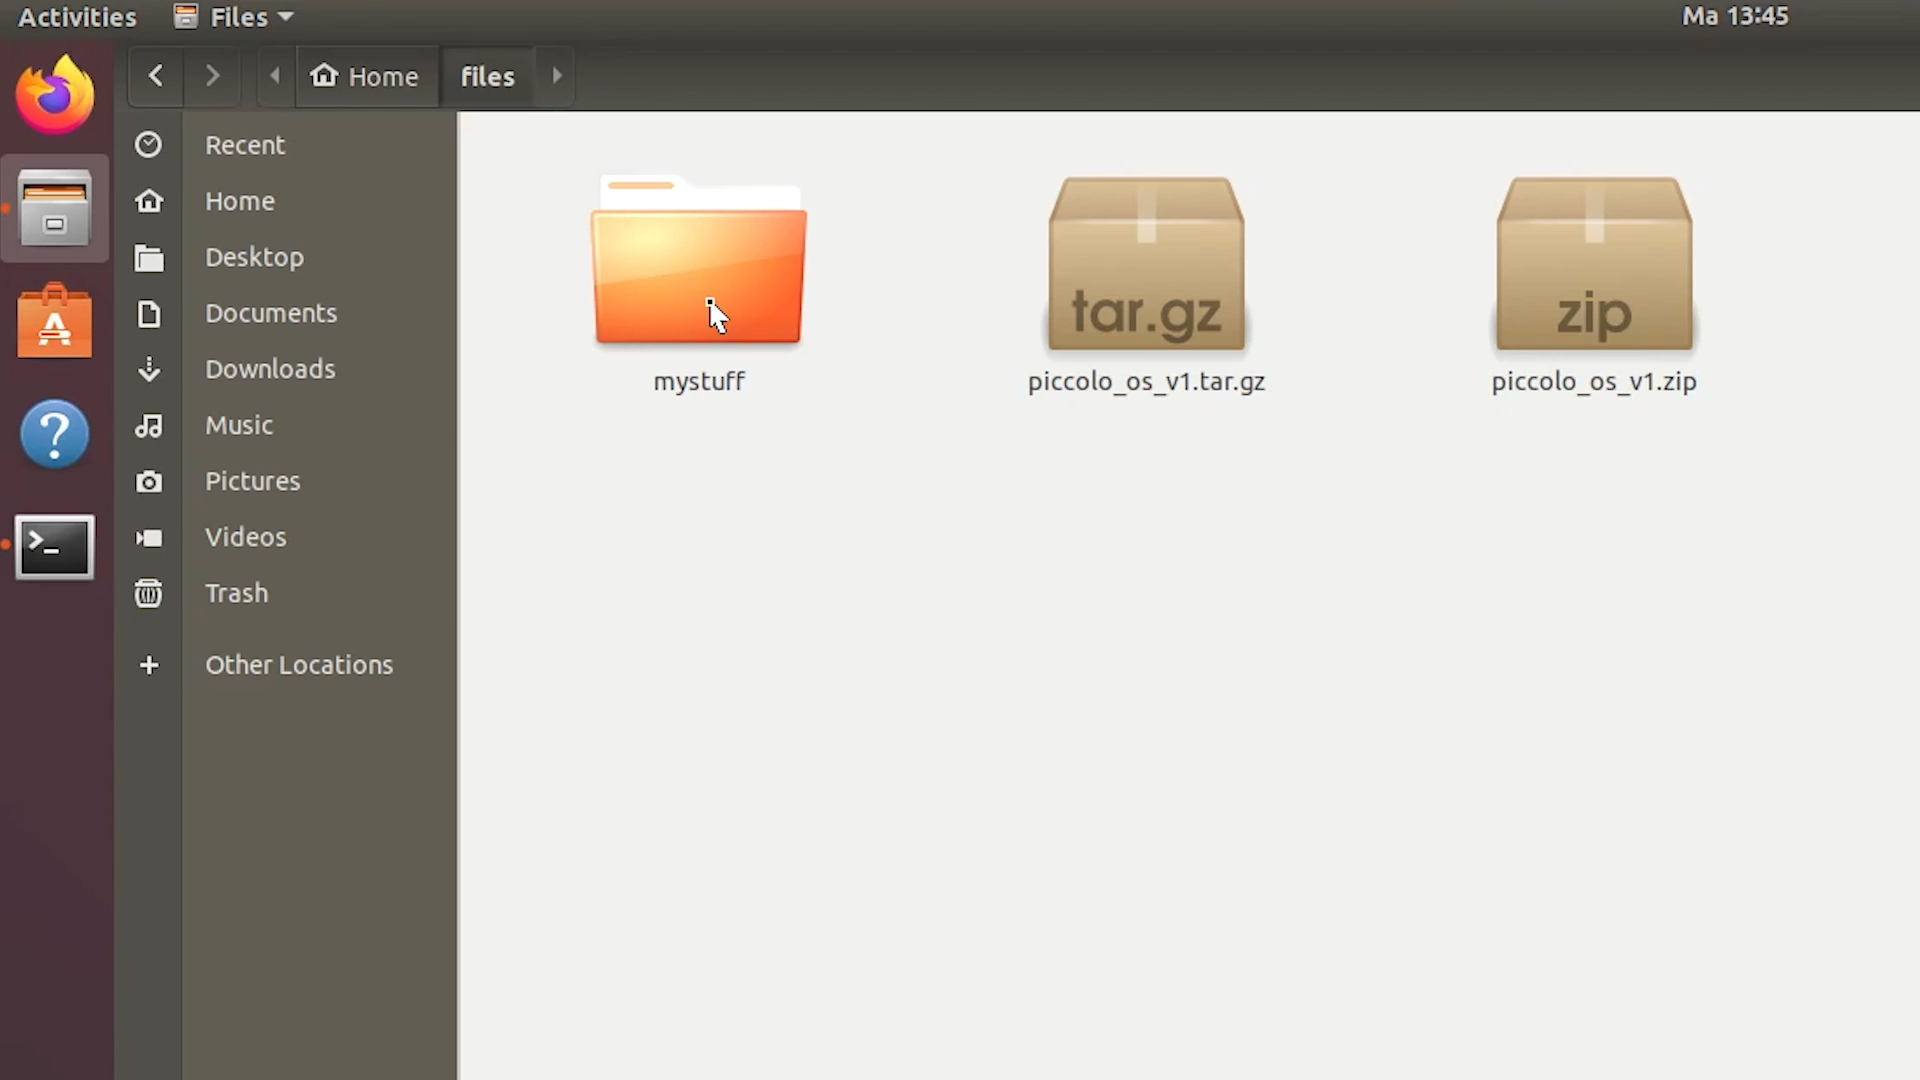 Activities Files Ma 13:45
Home files
Recent
Home
Desktop
Documents
Downloads
Music
Pictures
Videos
Trash
Other Locations
tar.gz zip
mystuff piccolo_os_v1.tar.gz piccolo_os_v1.zip